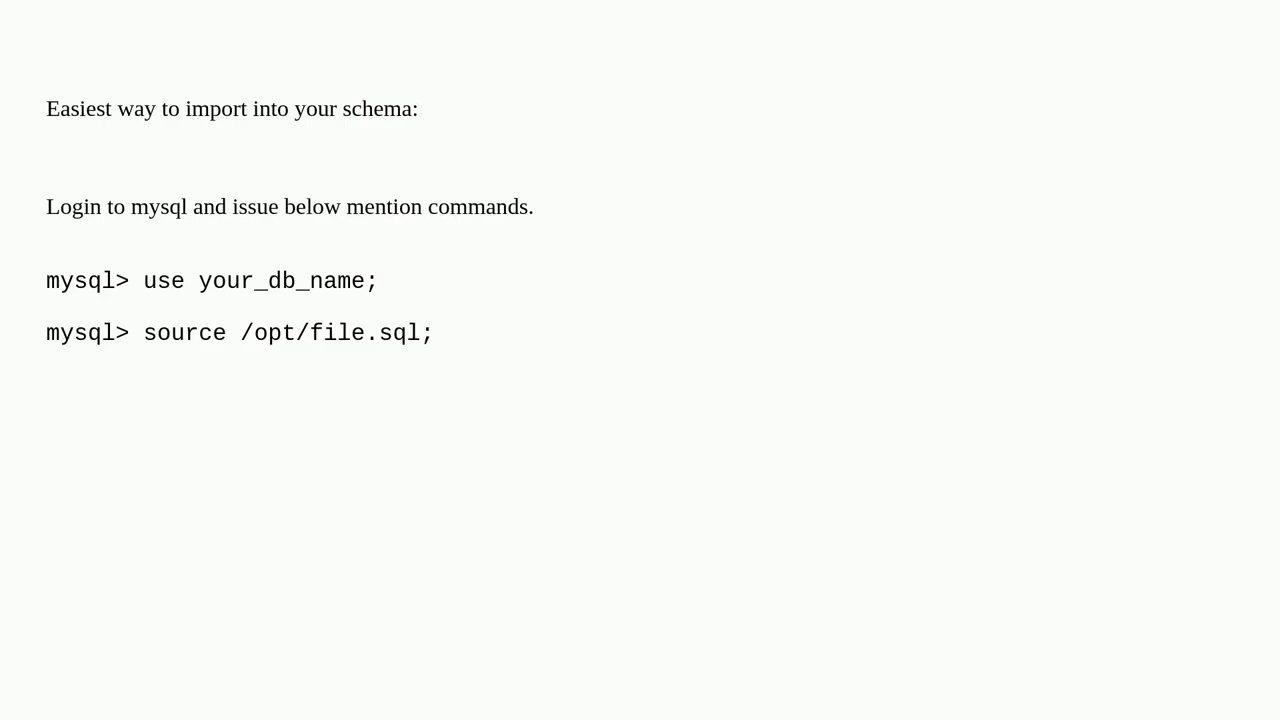 Easiest way to import into your schema:
Login to mysql and issue below mention commands.
mysql> use your_db_name;
mysql> source /opt/file.sql;